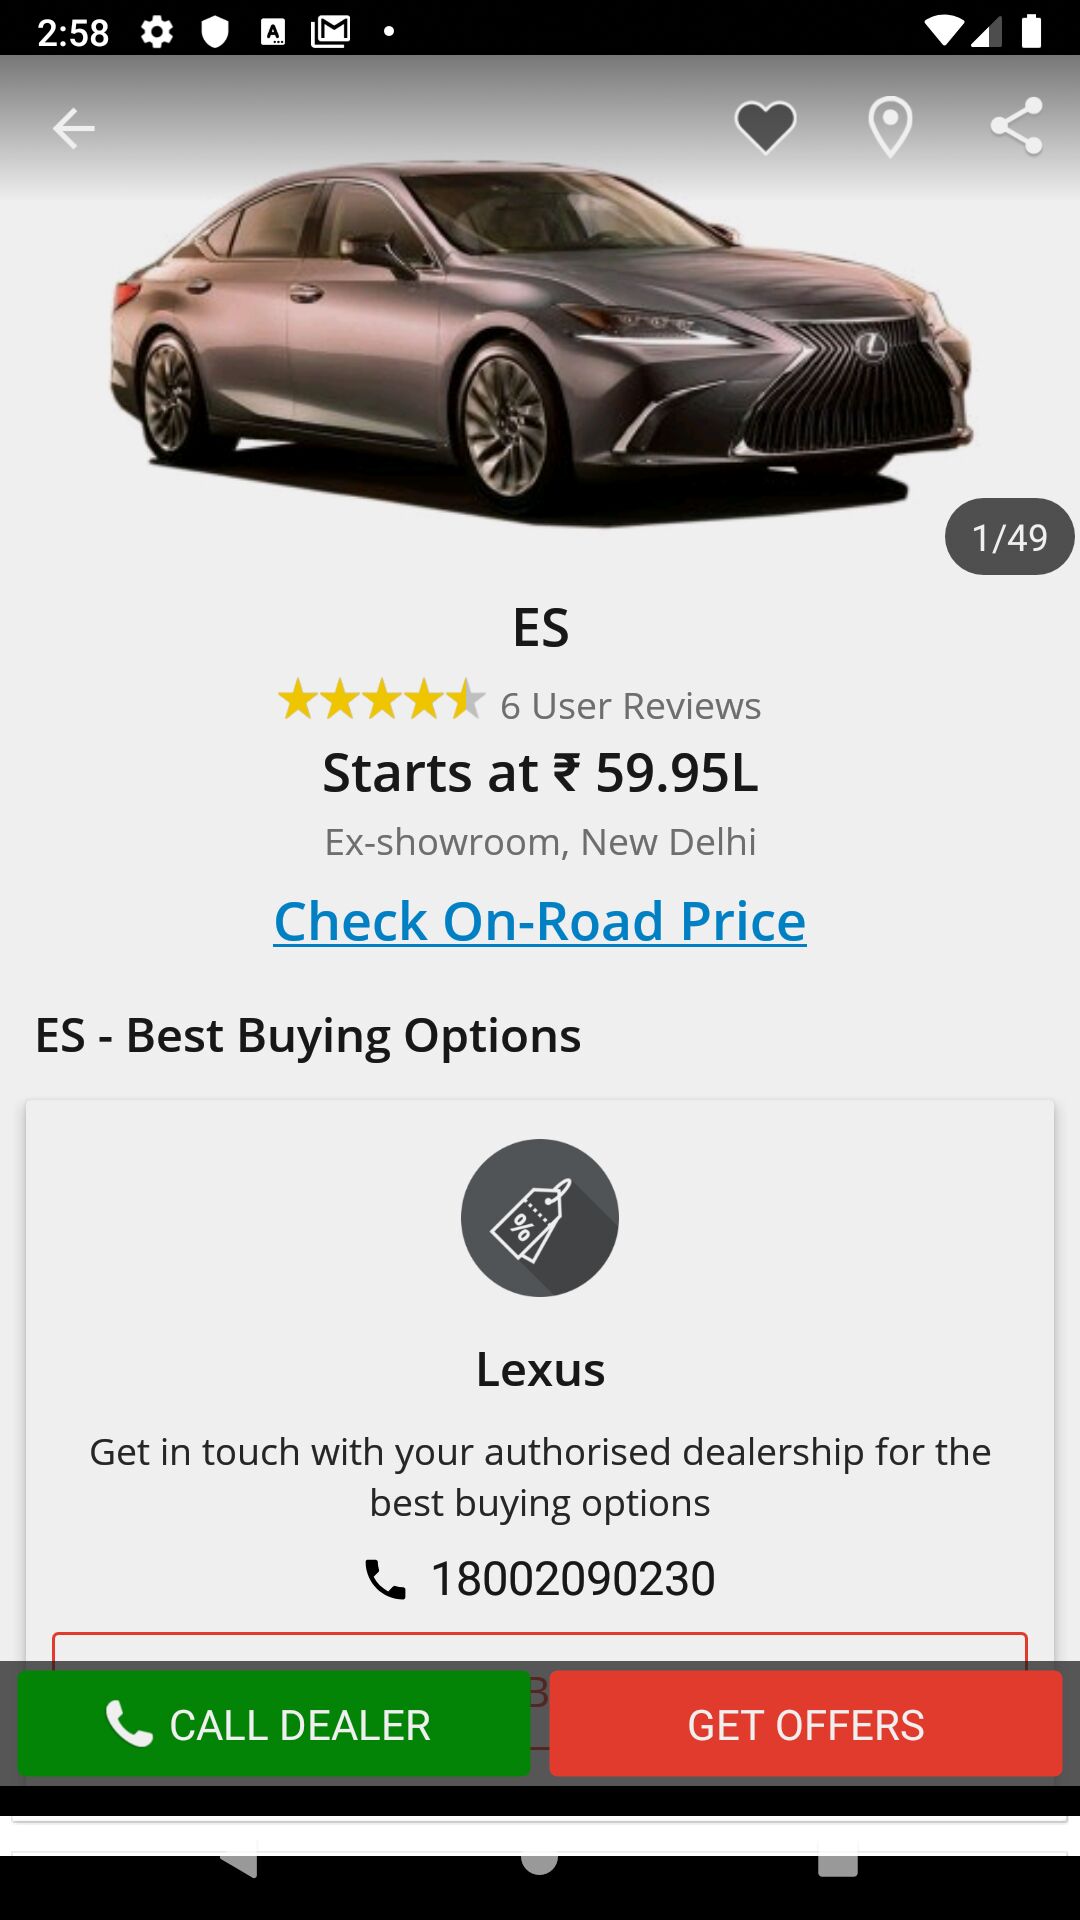 2:58
1/49
ES
6 User Reviews
Starts at ₹ 59.95L
Ex-showroom, New Delhi
Check On-Road Price
ES - Best Buying Options
%
Lexus
Get in touch with your authorised dealership for the
best buying options
18002090230
CALL DEALER
GET OFFERS